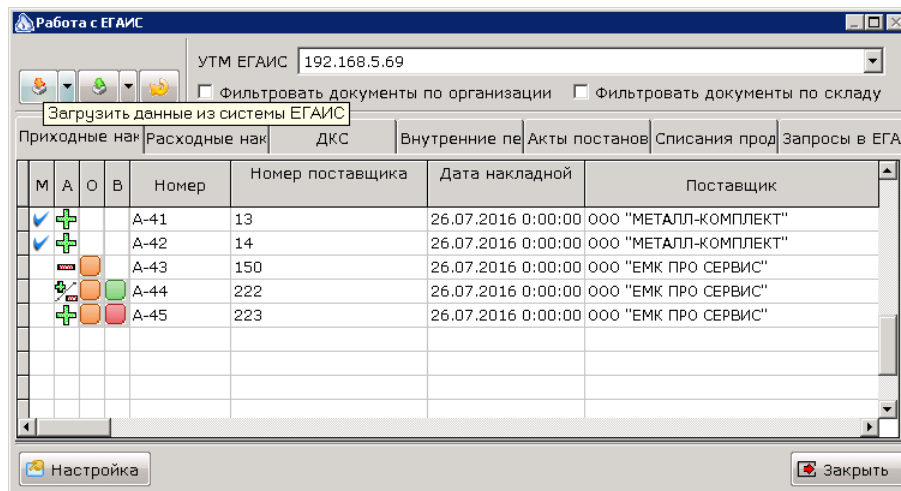 Работа с ЕГАИС
УТМ ЕГАИС 192.168.5.69
Фильтровать документы по организации Фильтровать документы по складу
Загрузить данные из системы ЕГАИС
Приходные нак Расходные нак ДКС Внутренние пе Акты постанов Списания прод Запросы в ЕГА
М А О В Номер Номер поставщика Дата накладной Поставщик
А-41 13 26.07.2016 0:00:00 ООО "МЕТАЛЛ-КОМПЛЕКТ"
А-42 14 26.07.2016 0:00:00 ООО "МЕТАЛЛ-КОМПЛЕКТ"
А-43 150 26.07.2016 0:00:00 ООО "ЕМК ПРО СЕРВИС"
А-44 222 26.07.2016 0:00:00 ООО "ЕМК ПРО СЕРВИС"
А-45 223 26.07.2016 0:00:00 ООО "ЕМК ПРО СЕРВИС"
Настройка Закрыть